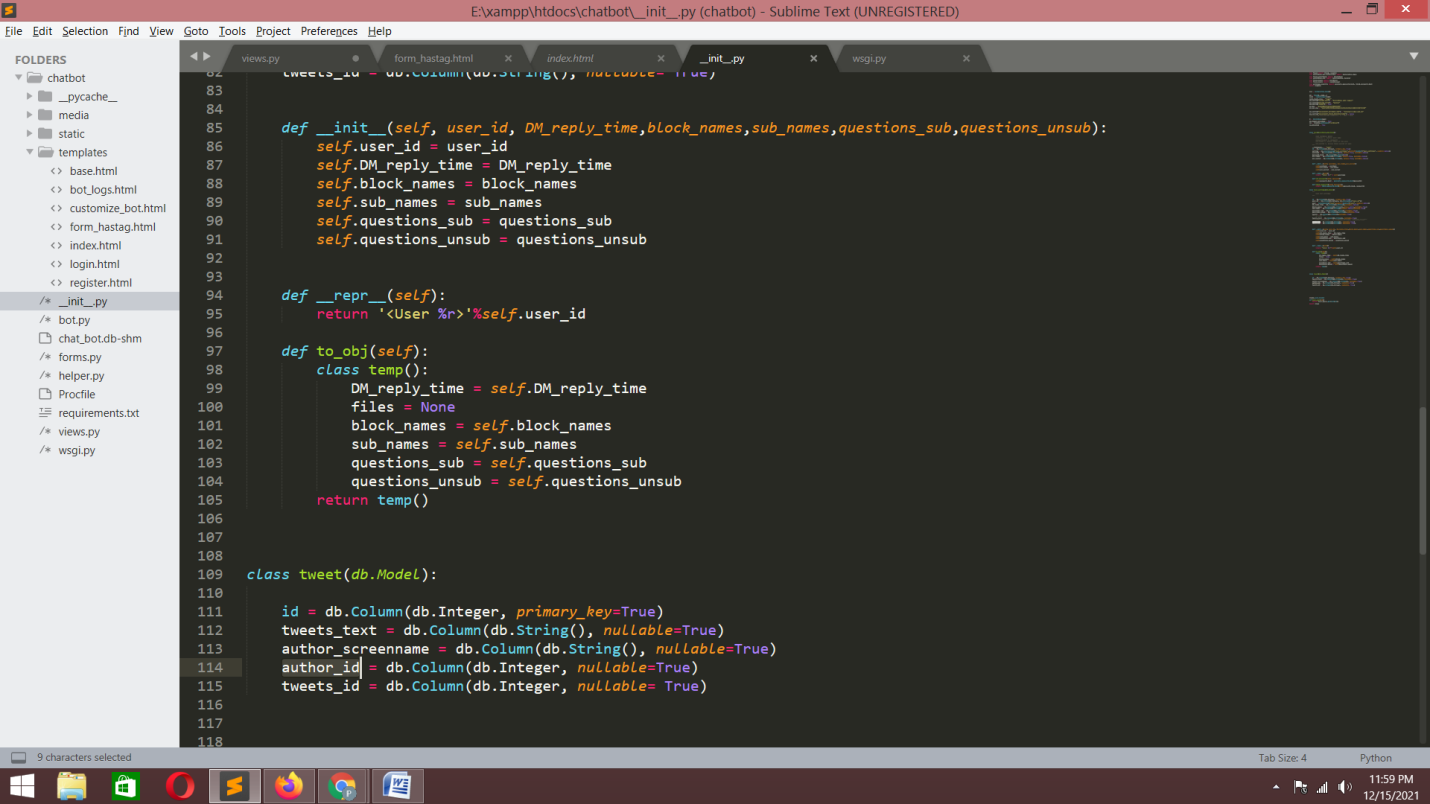 E:\xampp\htdocs\chatbot\__init__.py (chatbot) - Sublime Text (UNREGISTERED)
File Edit Selection Find View Goto Tools Project Preferences Help
FOLDERS
chatbot
__pycache__
media
static
templates
base.html
bot_logs.html
customize_bot.html
form_hastag.html
index.html
login.html
register.html
/* __init__.py
/* bot.py
chat_bot.db-shm
/* forms.py
/* helper.py
Procfile
requirements.txt
/* views.py
/* wsgi.py
views.py form_hastag.html index.html __init__.py wsgi.py
82 tweets_id = db.Column(db.String(), nullable= True)
83
84
85 def __init__(self, user_id, DM_reply_time,block_names,sub_names,questions_sub,questions_unsub):
86 self.user_id = user_id
87 self.DM_reply_time = DM_reply_time
88 self.block_names = block_names
89 self.sub_names = sub_names
90 self.questions_sub = questions_sub
91 self.questions_unsub = questions_unsub
92
93
94 def __repr__(self):
95 return '<User %r>'%self.user_id
96
97 def to_obj(self):
98 class temp():
99 DM_reply_time = self.DM_reply_time
100 files = None
101 block_names = self.block_names
102 sub_names = self.sub_names
103 questions_sub = self.questions_sub
104 questions_unsub = self.questions_unsub
105 return temp()
106
107
108
109 class tweet(db.Model):
110
111 id = db.Column(db.Integer, primary_key=True)
112 tweets_text = db.Column(db.String(), nullable=True)
113 author_screenname = db.Column(db.String(), nullable=True)
114 author_id = db.Column(db.Integer, nullable=True)
115 tweets_id = db.Column(db.Integer, nullable= True)
116
117
118
9 characters selected
Tab Size: 4 Python
11:59 PM
12/15/2021